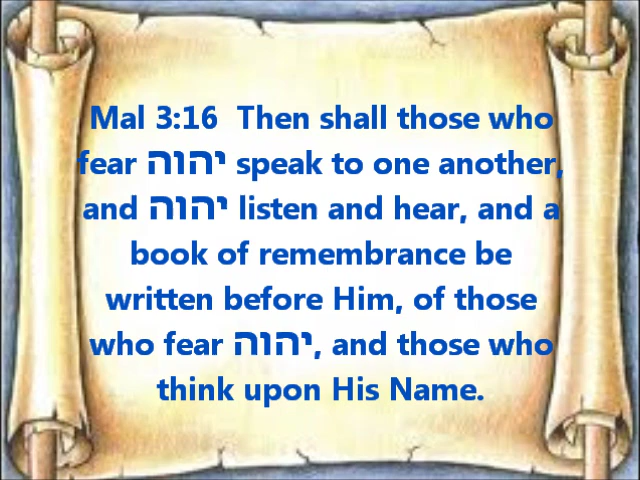 Mal 3:16  Then shall those who
fear יהוה speak to one another,
and יהוה listen and hear, and a
book of remembrance be
written before Him, of those
who fear יהוה, and those who
think upon His Name.